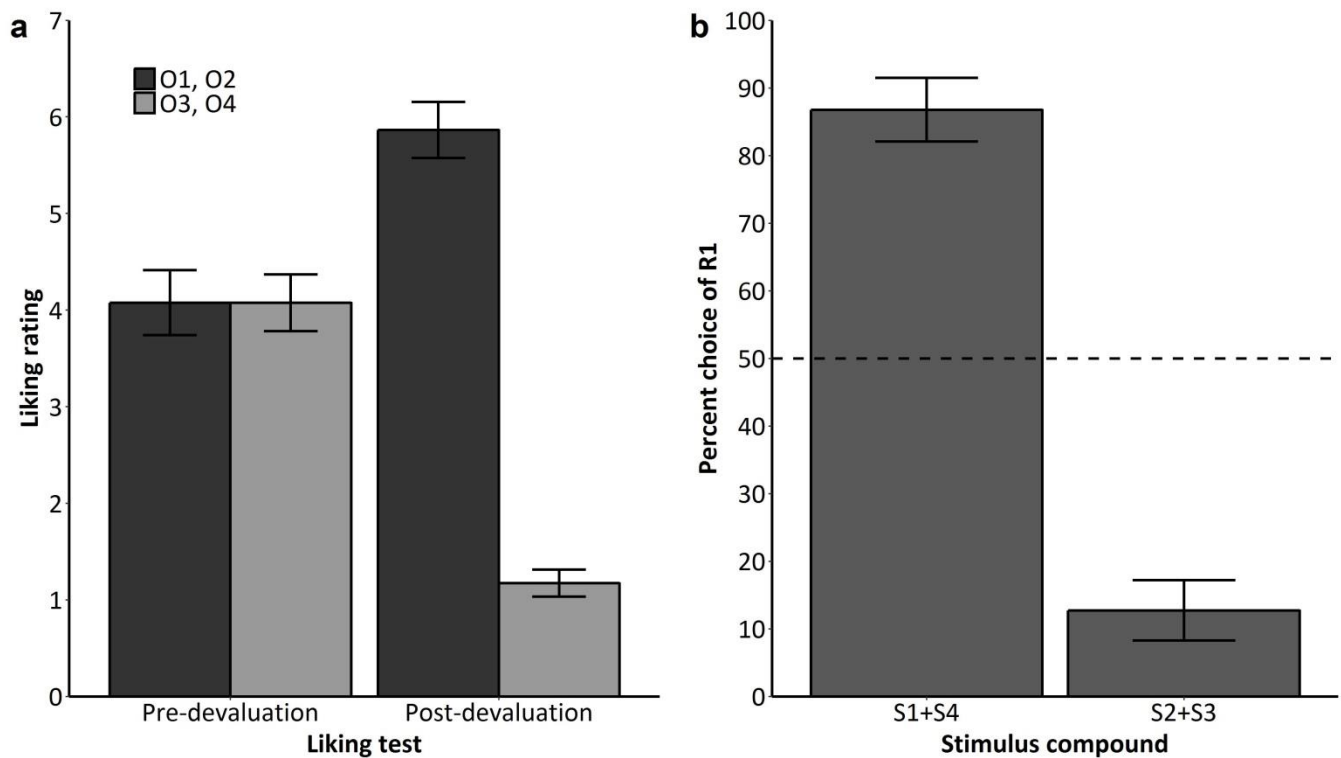 a
7
6
5
4
3
2
1
0
Liking rating
O1, O2
O3, O4
Pre-devaluation Post-devaluation
Liking test
b
100
90
80
70
60
50
40
30
20
10
0
Percent choice of R1
S1+S4 S2+S3
Stimulus compound